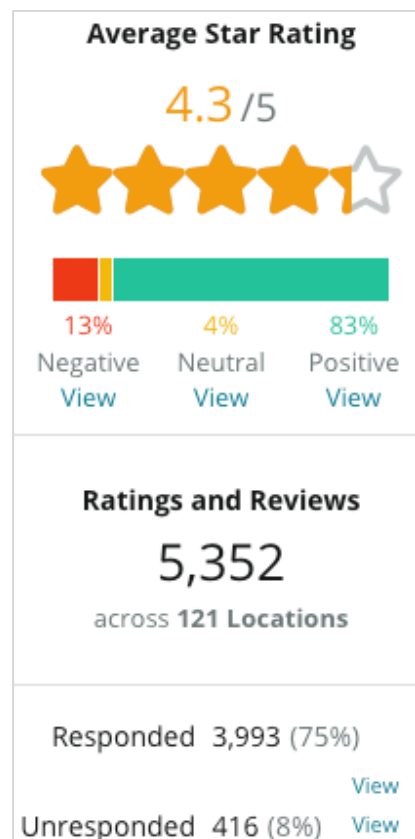 Average Star Rating
4.3 /5
13% 4% 83%
Negative Neutral Positive
View View View
Ratings and Reviews
5,352
across 121 Locations
Responded 3,993 (75%)
View
Unresponded 416 (8%) View